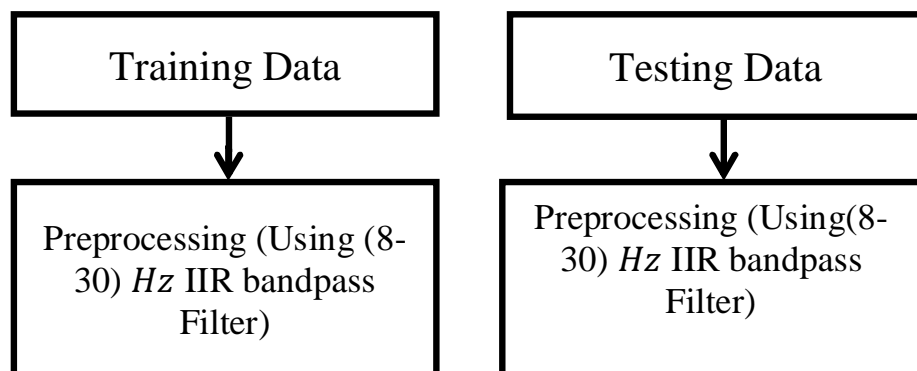 Training Data
Testing Data
Preprocessing (Using (8-
30) Hz IIR bandpass
Filter)
Preprocessing (Using(8-
30) Hz IIR bandpass
Filter)